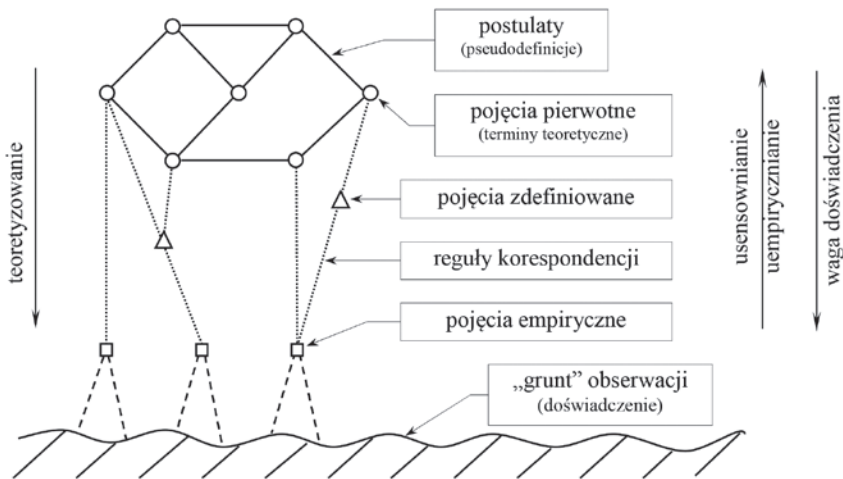 postulaty
(pseudodefinicje)
pojęcia pierwotne
(terminy teoretyczne)
pojęcia zdefiniowane
reguły korespondencji
pojęcia empiryczne
„grunt” obserwacji
(doświadczenie)
teoretyzowanie
usensownianie
uempirycznianie
waga doświadczenia